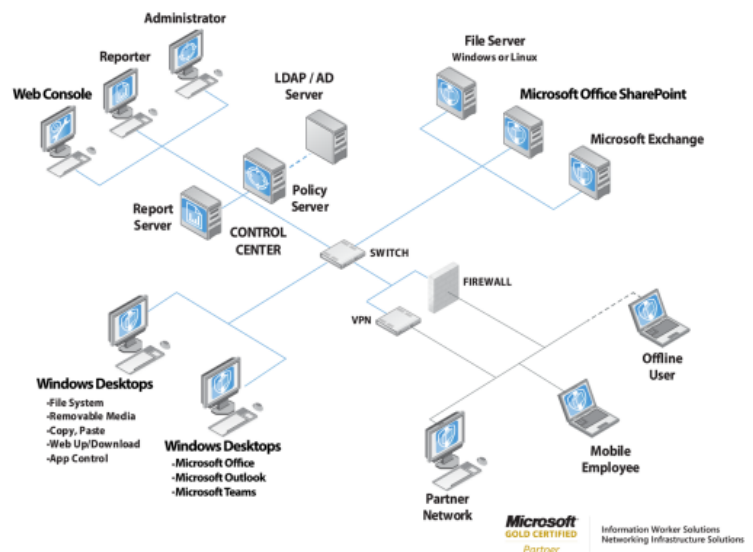 Administrator
Reporter
Web Console
LDAP / AD
Server
File Server
Windows or Linux
Microsoft Office SharePoint
Microsoft Exchange
Report
Server
Policy
Server
CONTROL
CENTER
SWITCH
FIREWALL
VPN
Offline
User
Windows Desktops
-File System
-Removable Media
-Copy, Paste
-Web Up/Download
-App Control
Windows Desktops
-Microsoft Office
-Microsoft Outlook
-Microsoft Teams
Mobile
Employee
Partner
Network
Microsoft
GOLD CERTIFIED
Partner
Information Worker Solutions
Networking Infrastructure Solutions